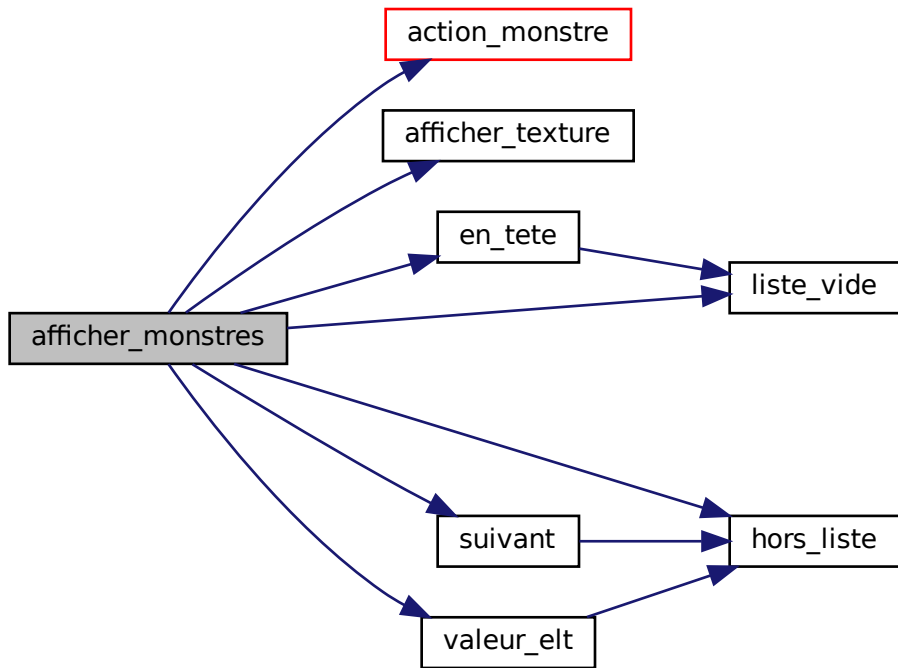 action_monstre
afficher_texture
en_tete
liste_vide
afficher_monstres
suivant
hors_liste
valeur_elt